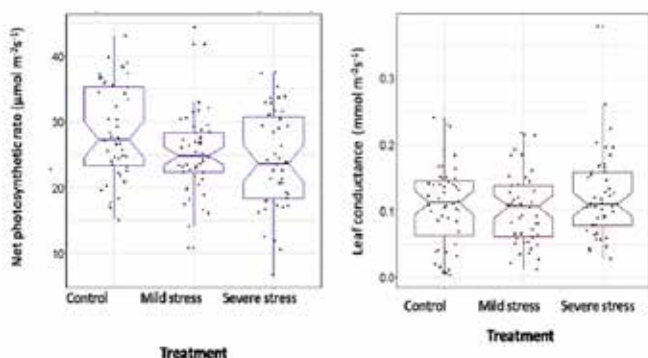 Net photosynthetic rate (µmol m⁻²s⁻¹)
40
30
20
10
Control
Mild stress
Severe stress
Treatment
Leaf conductance (mmol m⁻²s⁻¹)
0.3
0.2
0.1
0.0
Control
Mild stress
Severe stress
Treatment